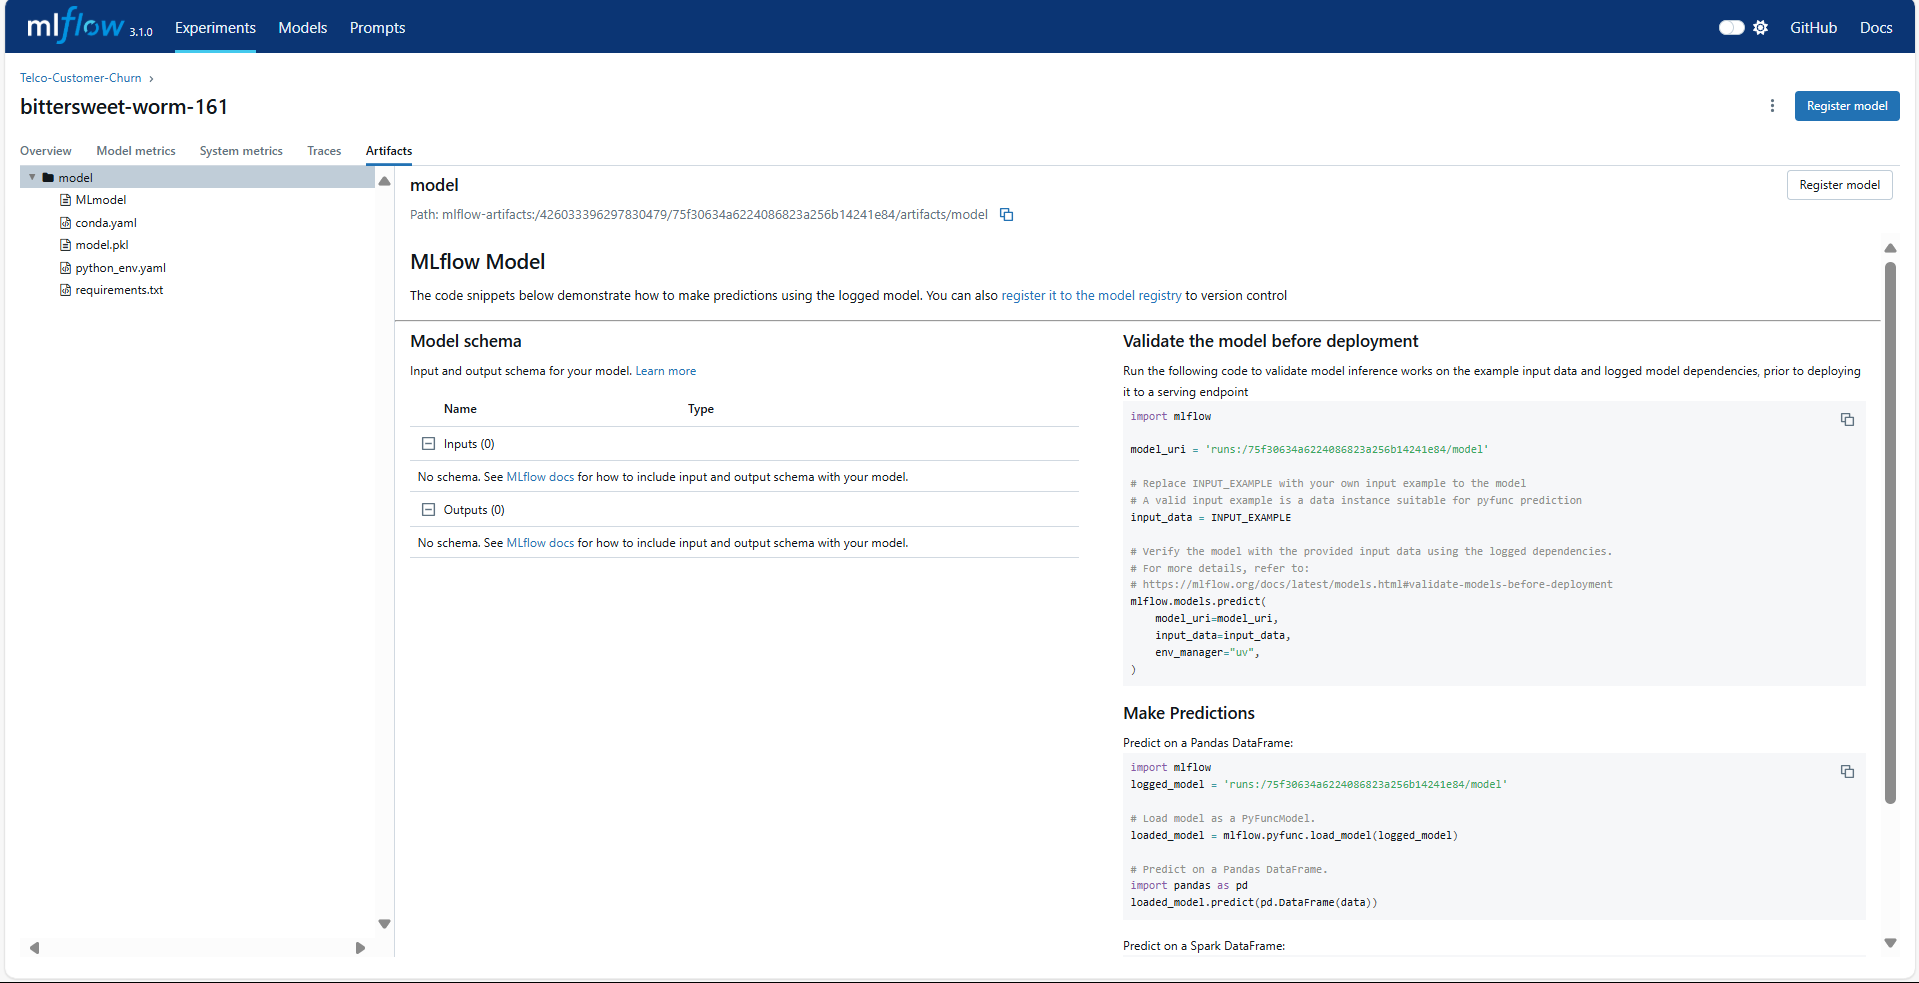 mlflow 3.1.0 Experiments Models Prompts GitHub Docs
Telco-Customer-Churn ›
bittersweet-worm-161
Register model
Overview Model metrics System metrics Traces Artifacts
model
MLmodel
conda.yaml
model.pkl
python_env.yaml
requirements.txt
model
Register model
Path: mlflow-artifacts:/426033396297830479/75f30634a6224086823a256b14241e84/artifacts/model
MLflow Model
The code snippets below demonstrate how to make predictions using the logged model. You can also register it to the model registry to version control
Model schema
Input and output schema for your model. Learn more
Name Type
Inputs (0)
No schema. See MLflow docs for how to include input and output schema with your model.
Outputs (0)
No schema. See MLflow docs for how to include input and output schema with your model.
Validate the model before deployment
Run the following code to validate model inference works on the example input data and logged model dependencies, prior to deploying
it to a serving endpoint
import mlflow
model_uri = 'runs:/75f30634a6224086823a256b14241e84/model'
# Replace INPUT_EXAMPLE with your own input example to the model
# A valid input example is a data instance suitable for pyfunc prediction
input_data = INPUT_EXAMPLE
# Verify the model with the provided input data using the logged dependencies.
# For more details, refer to:
# https://mlflow.org/docs/latest/models.html#validate-models-before-deployment
mlflow.models.predict(
    model_uri=model_uri,
    input_data=input_data,
    env_manager="uv",
)
Make Predictions
Predict on a Pandas DataFrame:
import mlflow
logged_model = 'runs:/75f30634a6224086823a256b14241e84/model'
# Load model as a PyFuncModel.
loaded_model = mlflow.pyfunc.load_model(logged_model)
# Predict on a Pandas DataFrame.
import pandas as pd
loaded_model.predict(pd.DataFrame(data))
Predict on a Spark DataFrame: